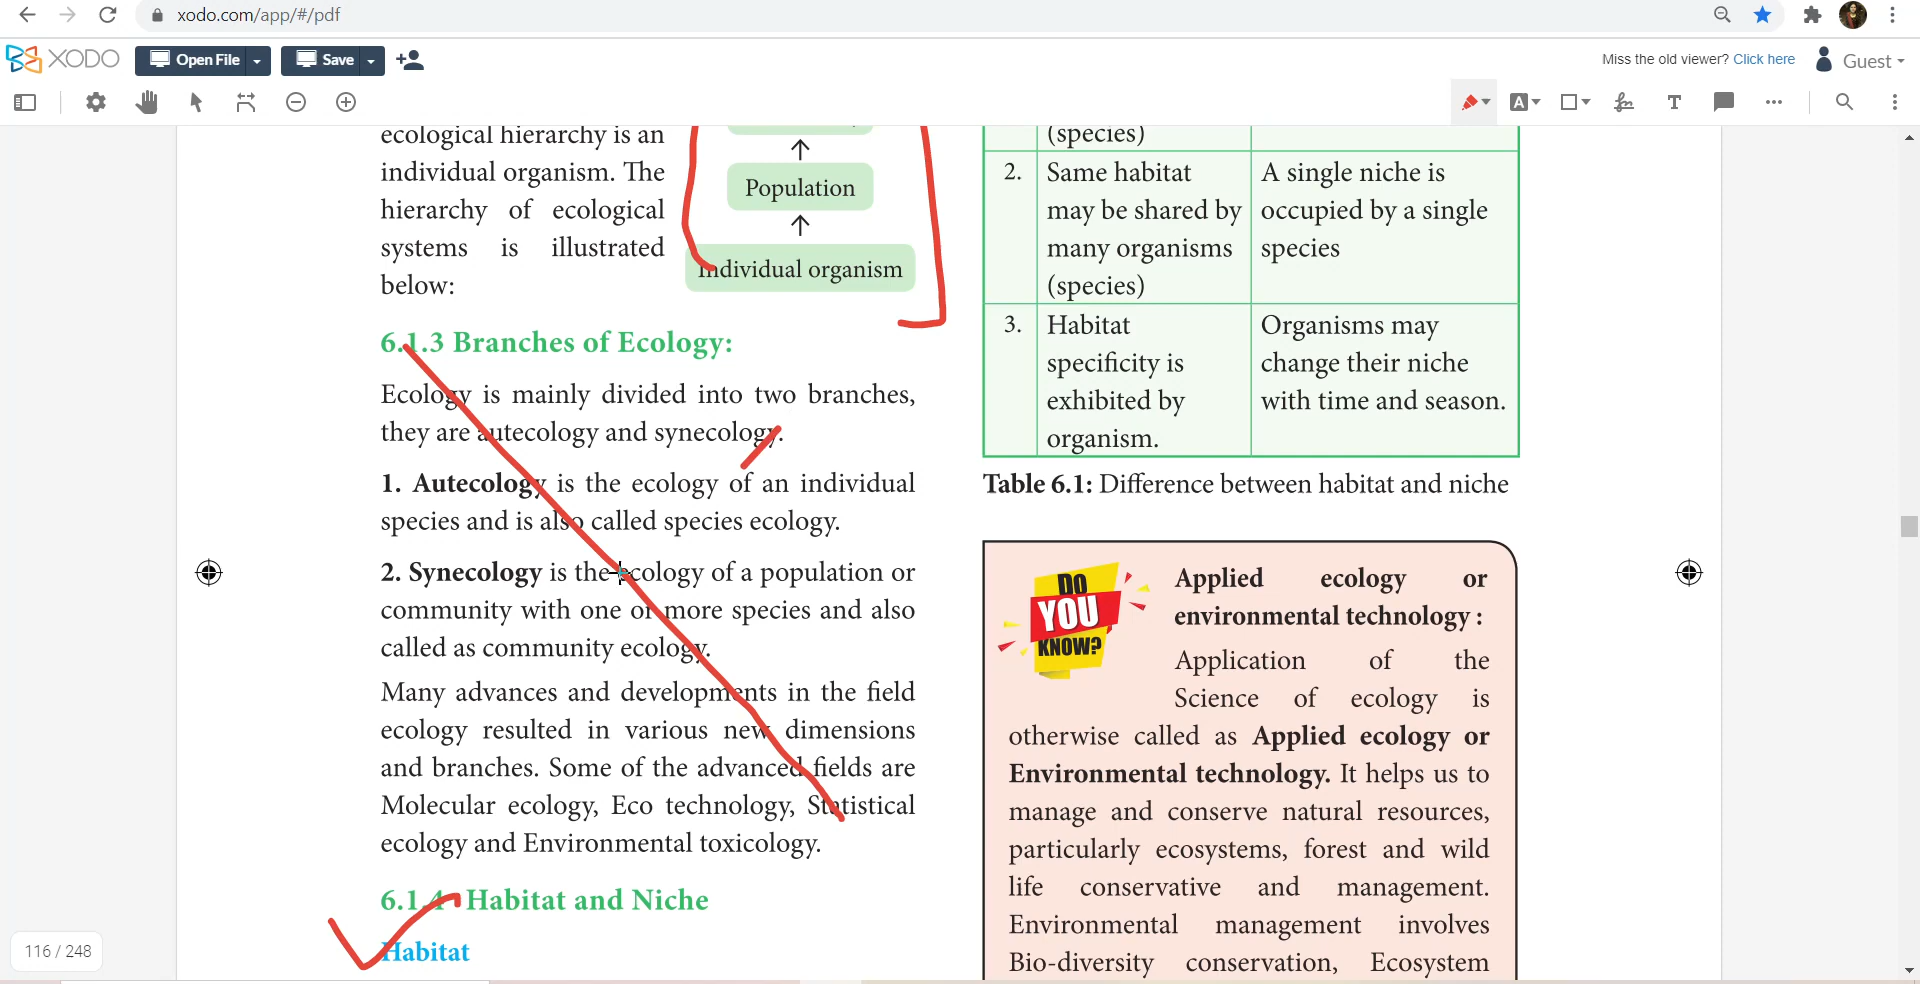 xodo.com/app/#/pdf
XODO
Open File
Save
Miss the old viewer? Click here
Guest
A
T
ecological hierarchy is an
individual organism. The
hierarchy of ecological
systems is illustrated
below:
Population
Individual organism
6.1.3 Branches of Ecology:
Ecology is mainly divided into two branches,
they are autecology and synecology.
1. Autecology is the ecology of an individual
species and is also called species ecology.
2. Synecology is the ecology of a population or
community with one or more species and also
called as community ecology.
Many advances and developments in the field
ecology resulted in various new dimensions
and branches. Some of the advanced fields are
Molecular ecology, Eco technology, Statistical
ecology and Environmental toxicology.
6.1.4 Habitat and Niche
Habitat
(species)
2. Same habitat may be shared by many organisms (species) A single niche is occupied by a single species
3. Habitat specificity is exhibited by organism. Organisms may change their niche with time and season.
Table 6.1: Difference between habitat and niche
DO
YOU
KNOW?
Applied ecology or
environmental technology :
Application of the
Science of ecology is
otherwise called as Applied ecology or
Environmental technology. It helps us to
manage and conserve natural resources,
particularly ecosystems, forest and wild
life conservative and management.
Environmental management involves
Bio-diversity conservation, Ecosystem
116 / 248